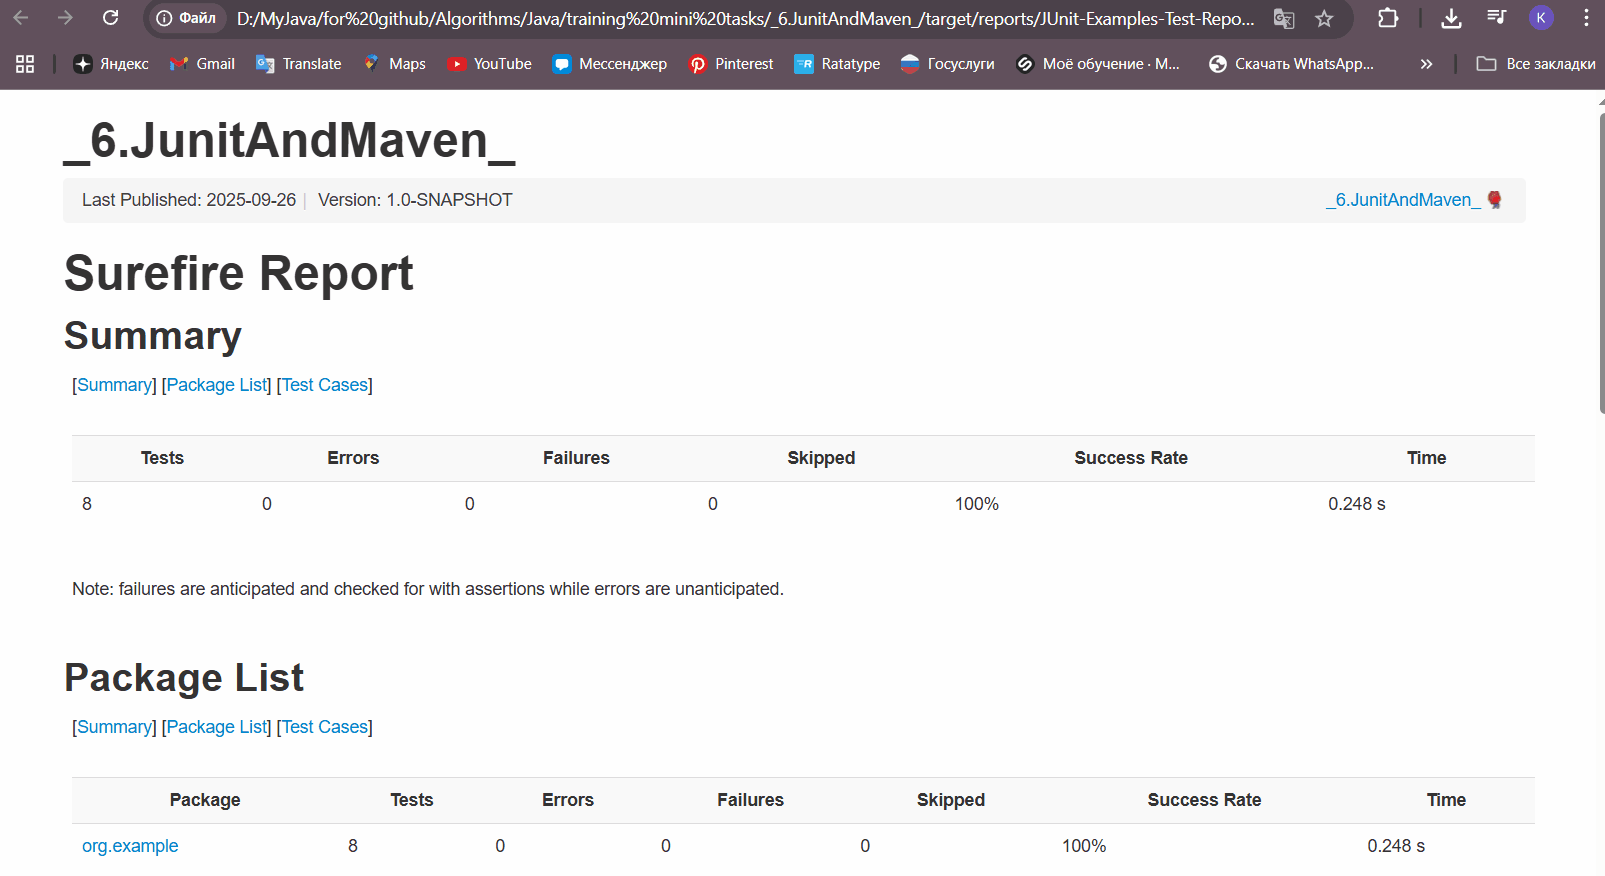 Файл D:/MyJava/for%20github/Algorithms/Java/training%20mini%20tasks/_6.JunitAndMaven_/target/reports/JUnit-Examples-Test-Repo... K
Яндекс Gmail Translate Maps YouTube Мессенджер Pinterest Ratatype Госуслуги Моё обучение · М... Скачать WhatsApp... » Все закладки
_6.JunitAndMaven_
Last Published: 2025-09-26 | Version: 1.0-SNAPSHOT _6.JunitAndMaven_
Surefire Report
Summary
[Summary] [Package List] [Test Cases]
Tests Errors Failures Skipped Success Rate Time
8 0 0 0 100% 0.248 s
Note: failures are anticipated and checked for with assertions while errors are unanticipated.
Package List
[Summary] [Package List] [Test Cases]
Package Tests Errors Failures Skipped Success Rate Time
org.example 8 0 0 0 100% 0.248 s